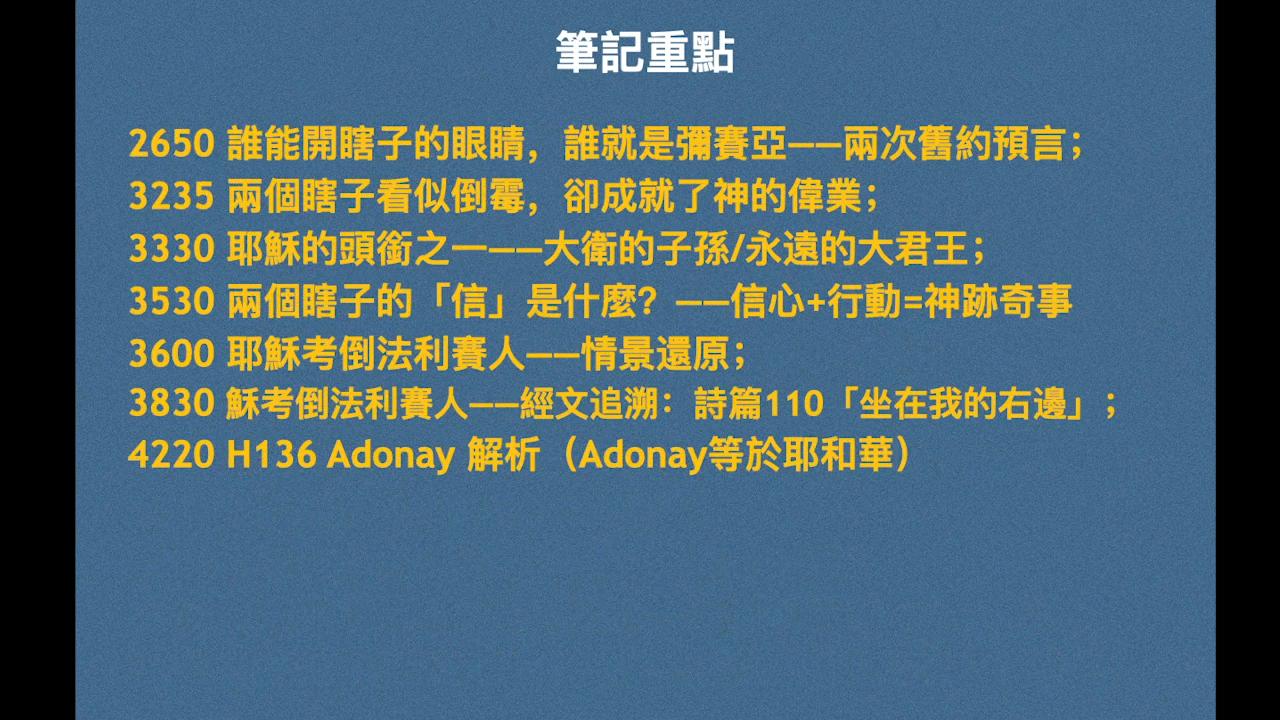 筆記重點
2650 誰能開瞎子的眼睛，誰就是彌賽亞——兩次舊約預言；
3235 兩個瞎子看似倒霉，卻成就了神的偉業；
3330 耶穌的頭銜之一——大衛的子孫/永遠的大君王；
3530 兩個瞎子的「信」是什麼？——信心+行動=神跡奇事
3600 耶穌考倒法利賽人——情景還原；
3830 穌考倒法利賽人——經文追溯：詩篇110「坐在我的右邊」；
4220 H136 Adonay 解析（Adonay等於耶和華）